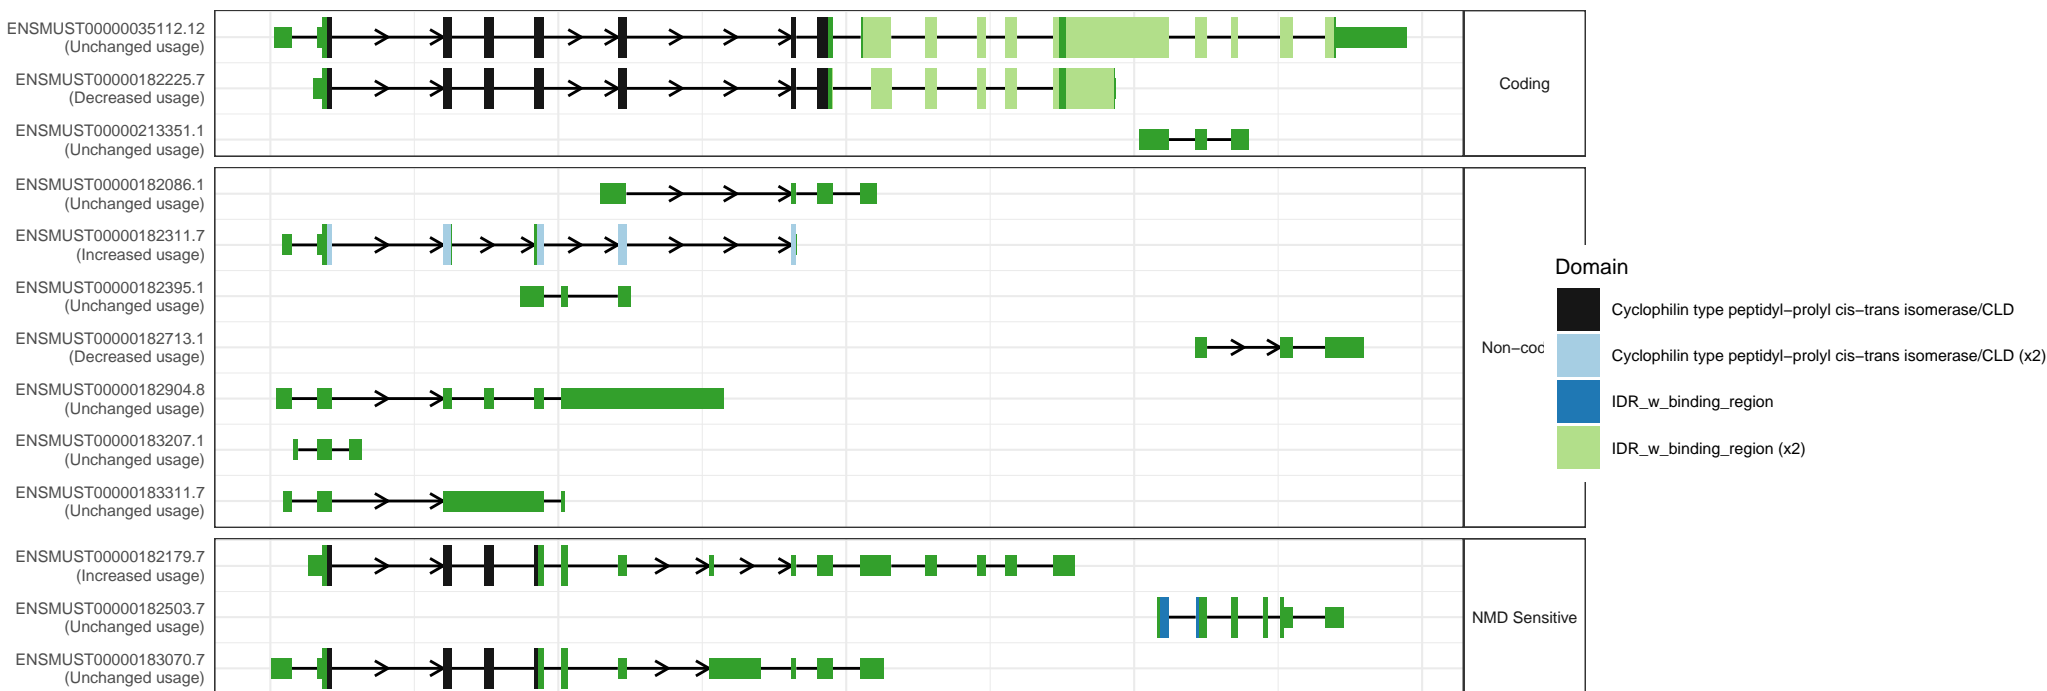 ENSMUST00000035112.12
(Unchanged usage)
ENSMUST00000182225.7
(Decreased usage)
ENSMUST00000213351.1
(Unchanged usage)
Coding
ENSMUST00000182086.1
(Unchanged usage)
ENSMUST00000182311.7
(Increased usage)
ENSMUST00000182395.1
(Unchanged usage)
ENSMUST00000182713.1
(Decreased usage)
ENSMUST00000182904.8
(Unchanged usage)
ENSMUST00000183207.1
(Unchanged usage)
ENSMUST00000183311.7
(Unchanged usage)
Non−coc
ENSMUST00000182179.7
(Increased usage)
ENSMUST00000182503.7
(Unchanged usage)
ENSMUST00000183070.7
(Unchanged usage)
NMD Sensitive
Domain
Cyclophilin type peptidyl−prolyl cis−trans isomerase/CLD
Cyclophilin type peptidyl−prolyl cis−trans isomerase/CLD (x2)
IDR_w_binding_region
IDR_w_binding_region (x2)